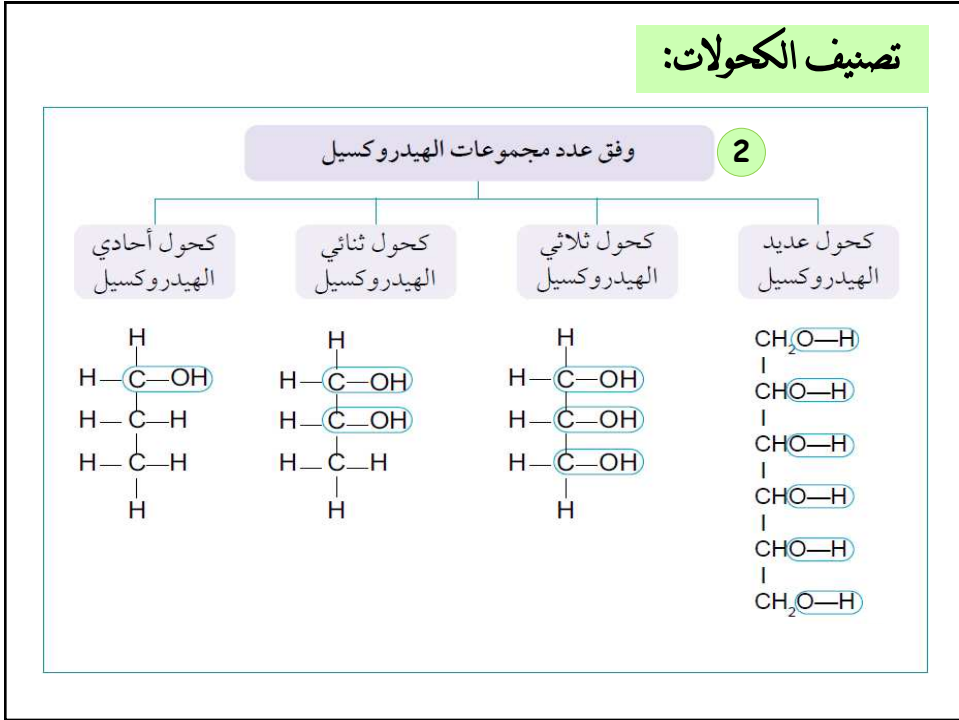 تصنيف الكحولات:
2
وفق عدد مجموعات الهيدروكسيل
كحول عديد
الهيدروكسيل
CH₂O—H
CHO—H
CHO—H
CHO—H
CHO—H
CH₂O—H
كحول ثلاثي
الهيدروكسيل
H
H—C—OH
H—C—OH
H—C—OH
H
كحول ثنائي
الهيدروكسيل
H
H—C—OH
H—C—OH
H—C—H
H
كحول أحادي
الهيدروكسيل
H
H—C—OH
H—C—H
H—C—H
H